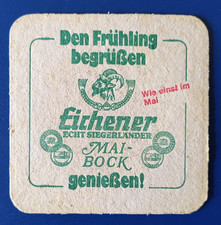 Den Frühling
begrüßen
Wie einst im
Mai
Eichener
ECHT SIEGERLÄNDER
MAI-
BOCK
genießen!